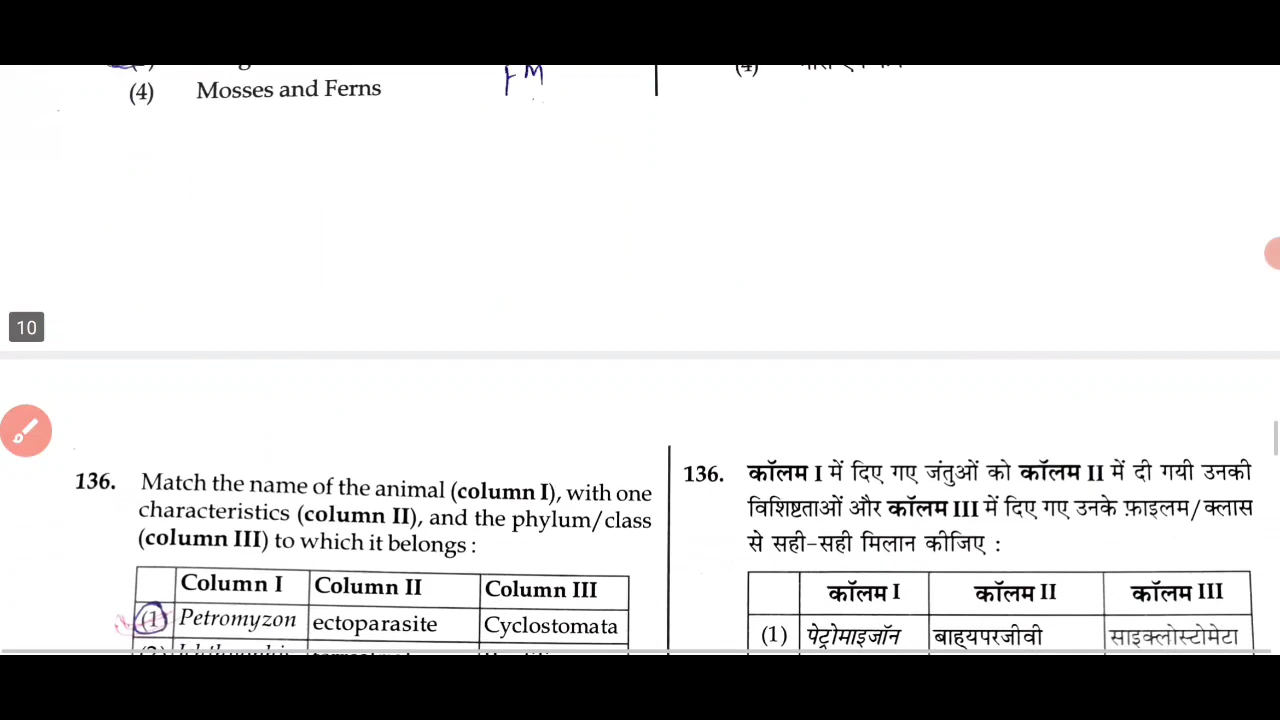 (4) Mosses and Ferns
FM
(4)
10
136. Match the name of the animal (column I), with one
characteristics (column II), and the phylum/class
(column III) to which it belongs :
Column I Column II Column III
(1) Petromyzon ectoparasite Cyclostomata
136. कॉलम I में दिए गए जंतुओं को कॉलम II में दी गयी उनकी
विशिष्टताओं और कॉलम III में दिए गए उनके फ़ाइलम/क्लास
से सही-सही मिलान कीजिए :
कॉलम I कॉलम II कॉलम III
(1) पेट्रोमाइजॉन बाह्यपरजीवी साइक्लोस्टोमेटा